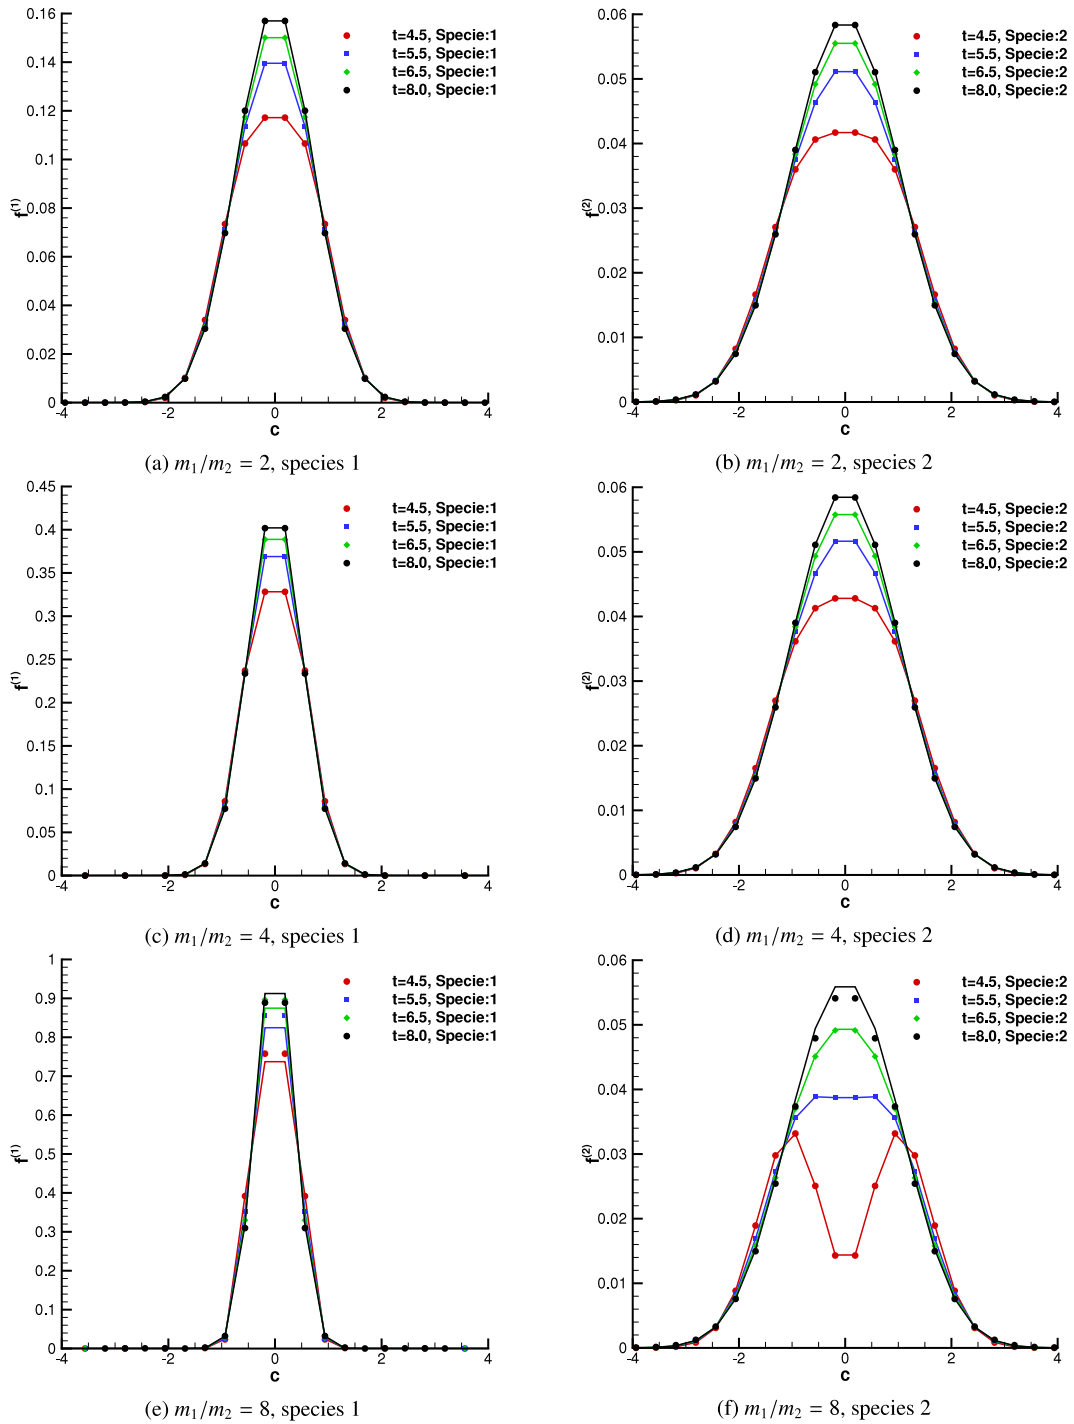 0.16
0.14
0.12
0.1
0.08
0.06
0.04
0.02
0
f(1)
-4 -2 0 2 4
C
t=4.5, Specie:1
t=5.5, Specie:1
t=6.5, Specie:1
t=8.0, Specie:1
(a) m₁/m₂ = 2, species 1
0.06
0.05
0.04
0.03
0.02
0.01
0
f(2)
-4 -2 0 2 4
C
t=4.5, Specie:2
t=5.5, Specie:2
t=6.5, Specie:2
t=8.0, Specie:2
(b) m₁/m₂ = 2, species 2
0.45
0.4
0.35
0.3
0.25
0.2
0.15
0.1
0.05
0
f(1)
-4 -2 0 2 4
C
t=4.5, Specie:1
t=5.5, Specie:1
t=6.5, Specie:1
t=8.0, Specie:1
(c) m₁/m₂ = 4, species 1
0.06
0.05
0.04
0.03
0.02
0.01
0
f(2)
-4 -2 0 2 4
C
t=4.5, Specie:2
t=5.5, Specie:2
t=6.5, Specie:2
t=8.0, Specie:2
(d) m₁/m₂ = 4, species 2
1
0.9
0.8
0.7
0.6
0.5
0.4
0.3
0.2
0.1
0
f(1)
-4 -2 0 2 4
C
t=4.5, Specie:1
t=5.5, Specie:1
t=6.5, Specie:1
t=8.0, Specie:1
(e) m₁/m₂ = 8, species 1
0.06
0.05
0.04
0.03
0.02
0.01
0
f(2)
-4 -2 0 2 4
C
t=4.5, Specie:2
t=5.5, Specie:2
t=6.5, Specie:2
t=8.0, Specie:2
(f) m₁/m₂ = 8, species 2